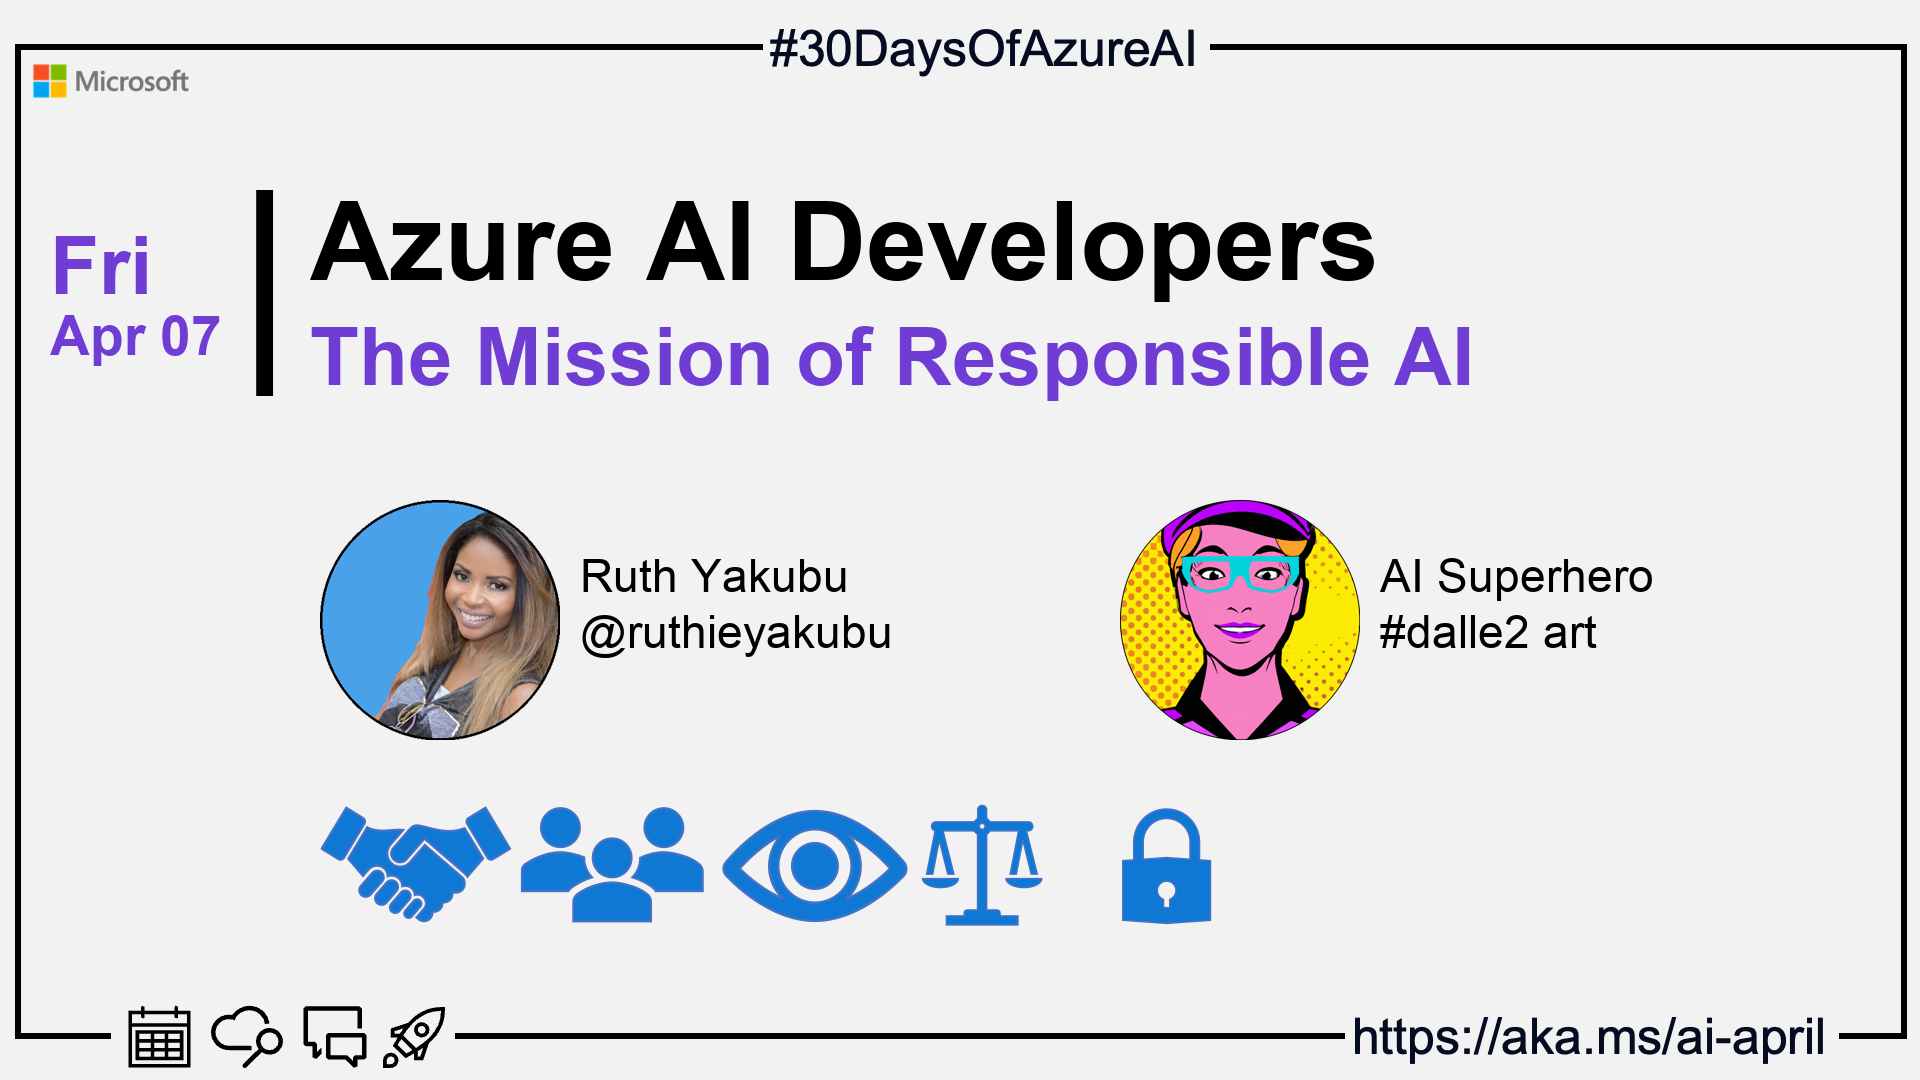 #30DaysOfAzureAI
Microsoft
Fri
Apr 07
Azure AI Developers
The Mission of Responsible AI
Ruth Yakubu
@ruthieyakubu
AI Superhero
#dalle2 art
https://aka.ms/ai-april